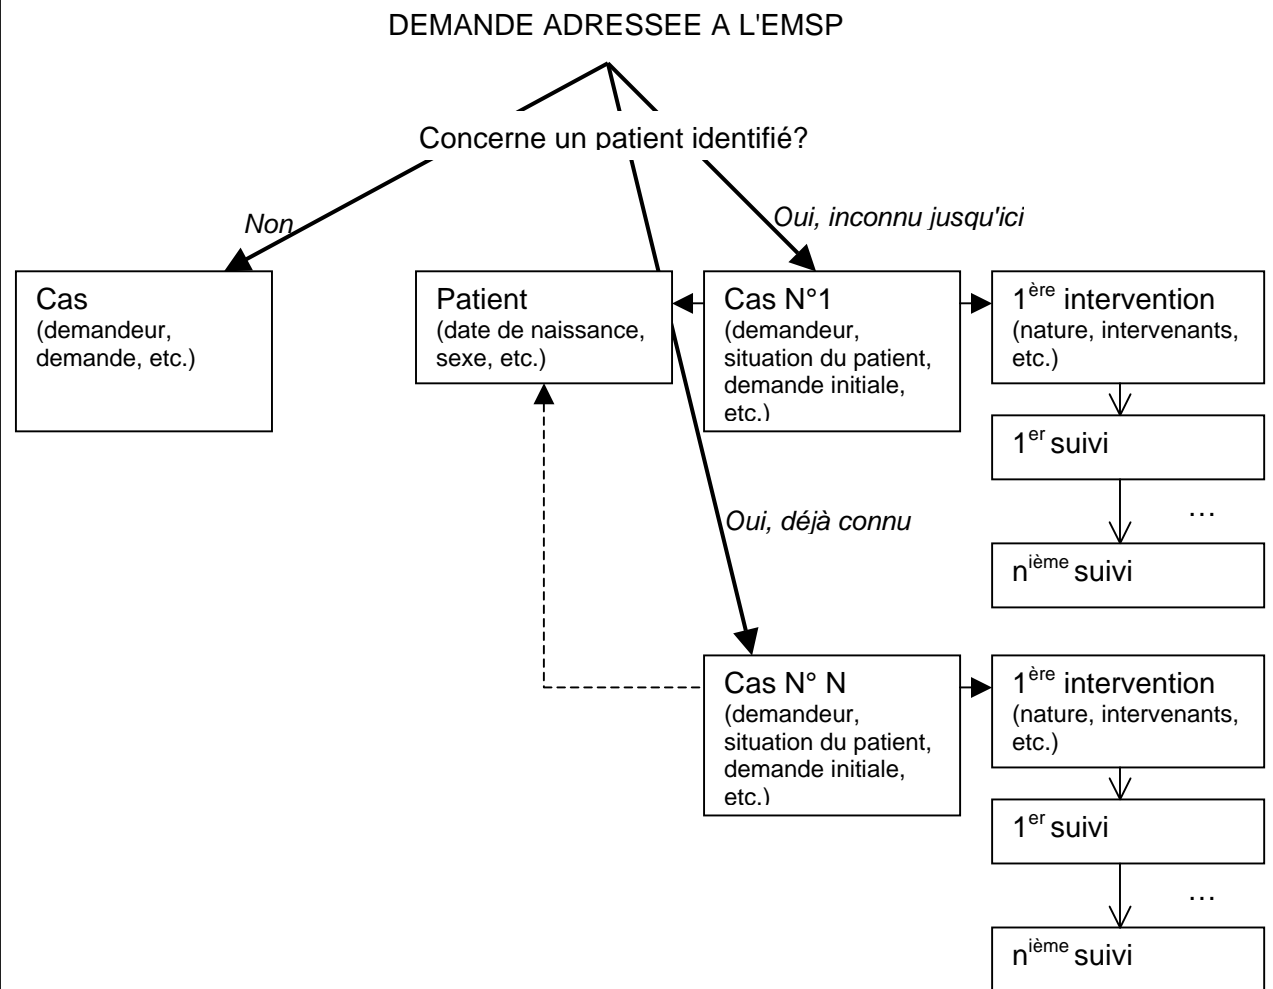 DEMANDE ADRESSEE A L'EMSP
Concerne un patient identifié?
Non
Oui, inconnu jusqu'ici
Cas
(demandeur,
demande, etc.)
Patient
(date de naissance,
sexe, etc.)
Cas N°1
(demandeur,
situation du patient,
demande initiale,
etc.)
1ère intervention
(nature, intervenants,
etc.)
1er suivi
…
nième suivi
Oui, déjà connu
Cas N° N
(demandeur,
situation du patient,
demande initiale,
etc.)
1ère intervention
(nature, intervenants,
etc.)
1er suivi
…
nième suivi